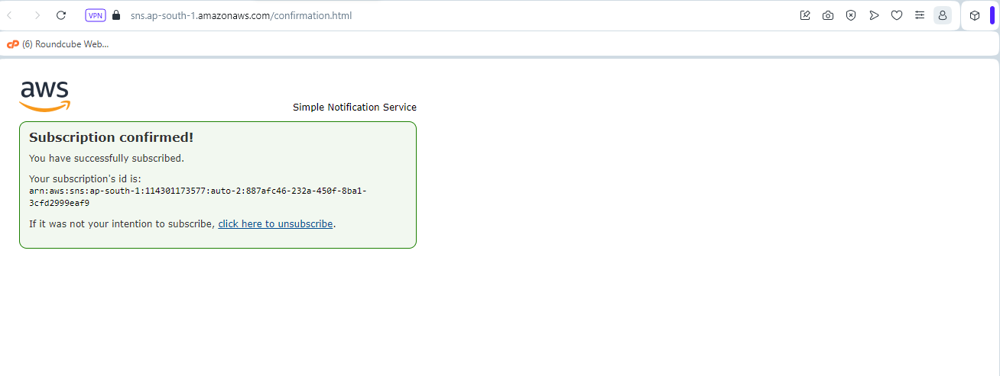 VPN
sns.ap-south-1.amazonaws.com/confirmation.html
(6) Roundcube Web...
aws
Simple Notification Service
Subscription confirmed!
You have successfully subscribed.
Your subscription's id is:
arn:aws:sns:ap-south-1:114301173577:auto-2:887afc46-232a-450f-8ba1-
3cfd2999eaf9
If it was not your intention to subscribe, click here to unsubscribe.